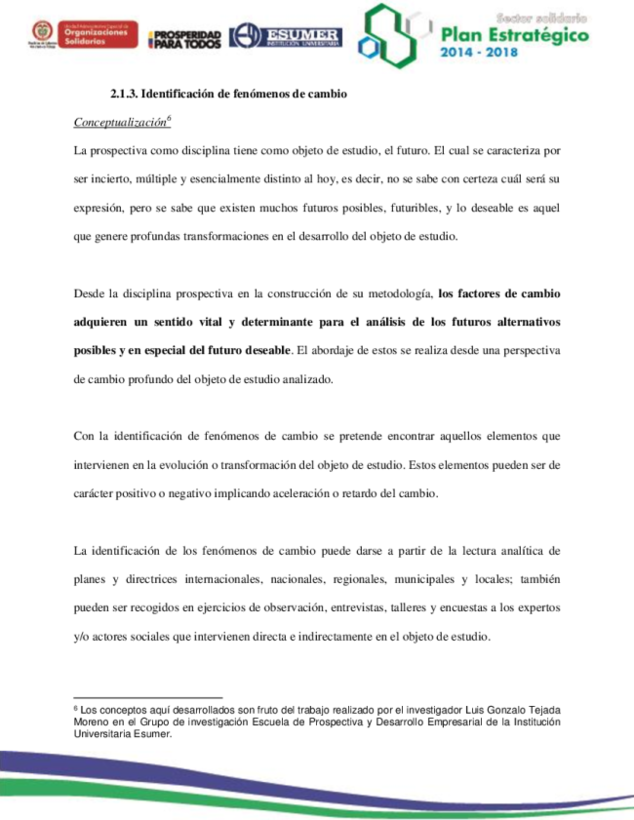 Organizaciones
Solidarias
PROSPERIDAD
PARA TODOS
ESUMER
INSTITUCIÓN UNIVERSITARIA
Sector solidario
Plan Estratégico
2014 - 2018
2.1.3. Identificación de fenómenos de cambio
Conceptualización6
La prospectiva como disciplina tiene como objeto de estudio, el futuro. El cual se caracteriza por
ser incierto, múltiple y esencialmente distinto al hoy, es decir, no se sabe con certeza cuál será su
expresión, pero se sabe que existen muchos futuros posibles, futuribles, y lo deseable es aquel
que genere profundas transformaciones en el desarrollo del objeto de estudio.
Desde la disciplina prospectiva en la construcción de su metodología, los factores de cambio
adquieren un sentido vital y determinante para el análisis de los futuros alternativos
posibles y en especial del futuro deseable. El abordaje de estos se realiza desde una perspectiva
de cambio profundo del objeto de estudio analizado.
Con la identificación de fenómenos de cambio se pretende encontrar aquellos elementos que
intervienen en la evolución o transformación del objeto de estudio. Estos elementos pueden ser de
carácter positivo o negativo implicando aceleración o retardo del cambio.
La identificación de los fenómenos de cambio puede darse a partir de la lectura analítica de
planes y directrices internacionales, nacionales, regionales, municipales y locales; también
pueden ser recogidos en ejercicios de observación, entrevistas, talleres y encuestas a los expertos
y/o actores sociales que intervienen directa e indirectamente en el objeto de estudio.
6 Los conceptos aquí desarrollados son fruto del trabajo realizado por el investigador Luis Gonzalo Tejada
Moreno en el Grupo de investigación Escuela de Prospectiva y Desarrollo Empresarial de la Institución
Universitaria Esumer.